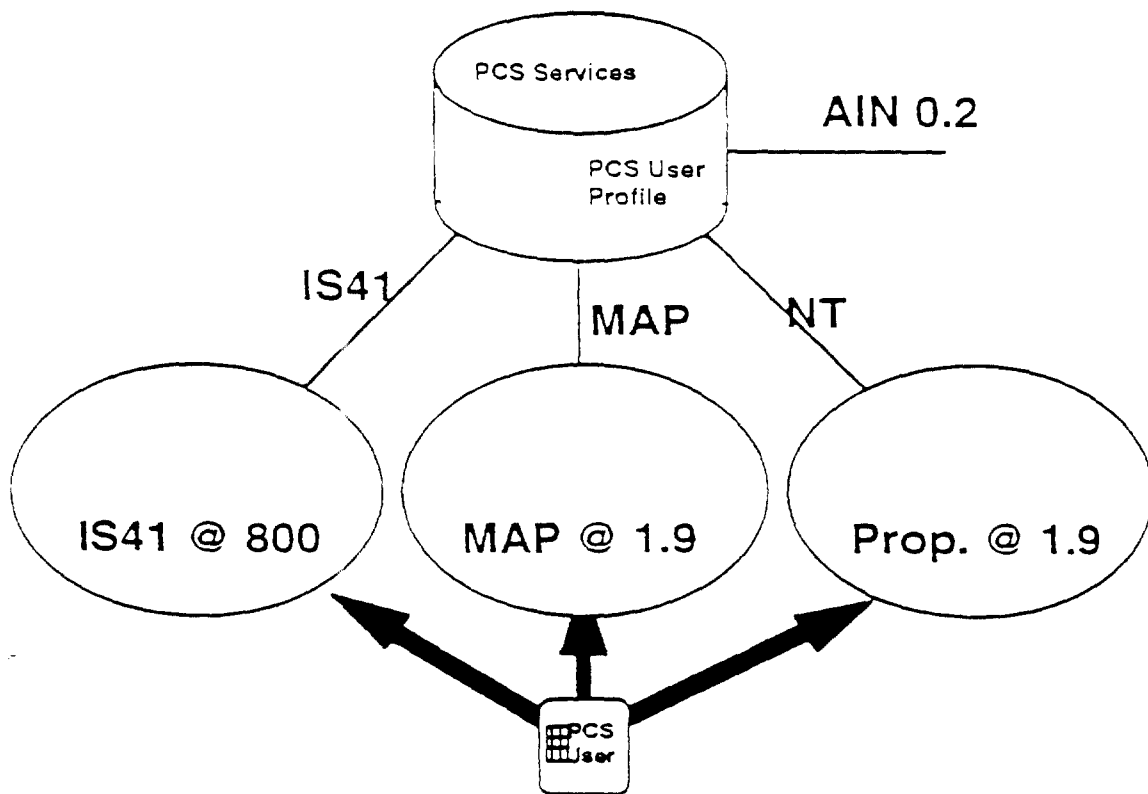 PCS Services
AIN 0.2
PCS User
Profile
IS41
MAP
NT
IS41 @ 800
MAP @ 1.9
Prop. @ 1.9
PCS
User